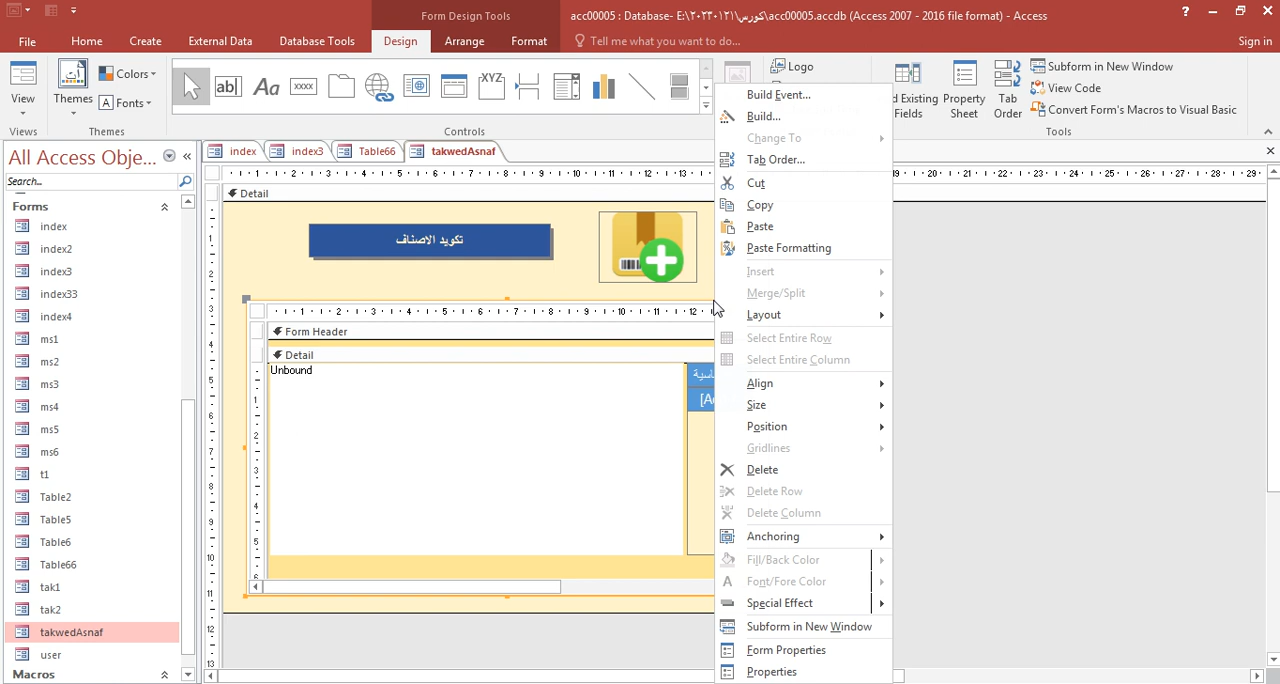 Form Design Tools
acc00005 : Database- E:\٢٠٢٣-١٢١\كورس\acc00005.accdb (Access 2007 - 2016 file format) - Access
File
Home
Create
External Data
Database Tools
Design
Arrange
Format
Tell me what you want to do...
Sign in
View
Views
Themes
Colors
Fonts
Themes
ab|
Aa
xxxx
XYZ
Controls
Logo
d Existing
Fields
Property
Sheet
Tab
Order
Subform in New Window
View Code
Convert Form's Macros to Visual Basic
Tools
All Access Obje...
Search...
Forms
index
index2
index3
index33
index4
ms1
ms2
ms3
ms4
ms5
ms6
t1
Table2
Table5
Table6
Table66
tak1
tak2
takwedAsnaf
user
Macros
index
index3
Table66
takwedAsnaf
Detail
تكويد الاصناف
Form Header
Detail
Unbound
Build Event...
Build...
Change To
Tab Order...
Cut
Copy
Paste
Paste Formatting
Insert
Merge/Split
Layout
Select Entire Row
Select Entire Column
Align
Size
Position
Gridlines
Delete
Delete Row
Delete Column
Anchoring
Fill/Back Color
Font/Fore Color
Special Effect
Subform in New Window
Form Properties
Properties